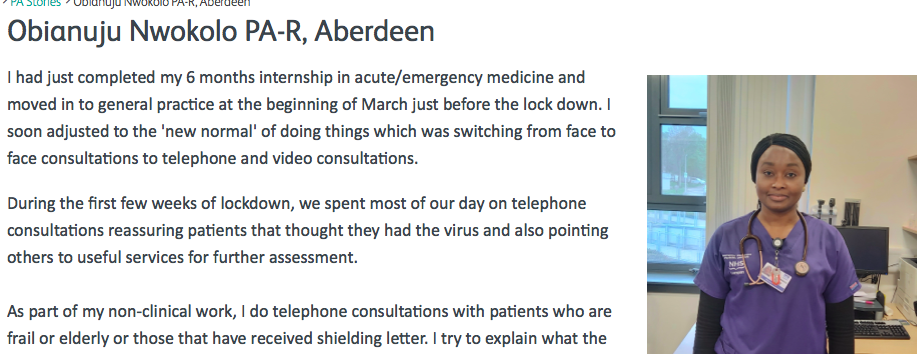 PA Stories > Obianuju Nwokolo PA-R, Aberdeen
Obianuju Nwokolo PA-R, Aberdeen
I had just completed my 6 months internship in acute/emergency medicine and
moved in to general practice at the beginning of March just before the lock down. I
soon adjusted to the 'new normal' of doing things which was switching from face to
face consultations to telephone and video consultations.
During the first few weeks of lockdown, we spent most of our day on telephone
consultations reassuring patients that thought they had the virus and also pointing
others to useful services for further assessment.
As part of my non-clinical work, I do telephone consultations with patients who are
frail or elderly or those that have received shielding letter. I try to explain what the
NHS